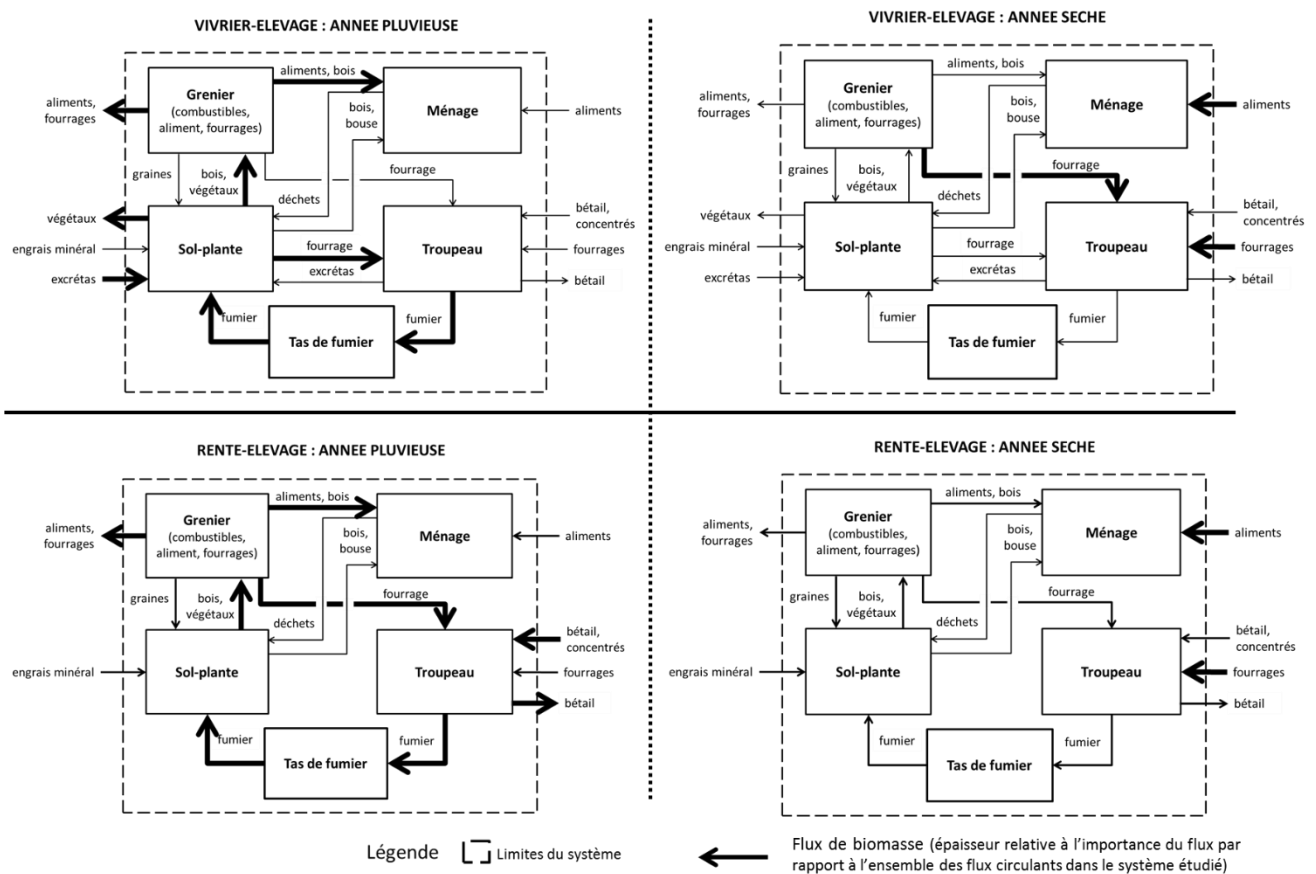 VIVRIER-ELEVAGE : ANNEE PLUVIEUSE
Grenier
(combustibles,
aliment, fourrages)
aliments, bois
Ménage
aliments,
fourrages
aliments
bois,
bouse
graines
bois,
végétaux
fourrage
déchets
végétaux
engrais minéral
excrétas
Sol-plante
fourrage
excrétas
Troupeau
bétail,
concentrés
fourrages
bétail
fumier
Tas de fumier
fumier
VIVRIER-ELEVAGE : ANNEE SECHE
Grenier
(combustibles,
aliment, fourrages)
aliments, bois
Ménage
aliments,
fourrages
aliments
bois,
bouse
graines
bois,
végétaux
fourrage
déchets
végétaux
engrais minéral
excrétas
Sol-plante
fourrage
excrétas
Troupeau
bétail,
concentrés
fourrages
bétail
fumier
Tas de fumier
fumier
RENTE-ELEVAGE : ANNEE PLUVIEUSE
Grenier
(combustibles,
aliment, fourrages)
aliments, bois
Ménage
aliments,
fourrages
aliments
bois,
bouse
graines
bois,
végétaux
fourrage
déchets
engrais minéral
Sol-plante
Troupeau
bétail,
concentrés
fourrages
bétail
fumier
Tas de fumier
fumier
RENTE-ELEVAGE : ANNEE SECHE
Grenier
(combustibles,
aliment, fourrages)
aliments, bois
Ménage
aliments,
fourrages
aliments
bois,
bouse
graines
bois,
végétaux
fourrage
déchets
engrais minéral
Sol-plante
Troupeau
bétail,
concentrés
fourrages
bétail
fumier
Tas de fumier
fumier
Légende
Limites du système
Flux de biomasse (épaisseur relative à l'importance du flux par
rapport à l'ensemble des flux circulants dans le système étudié)